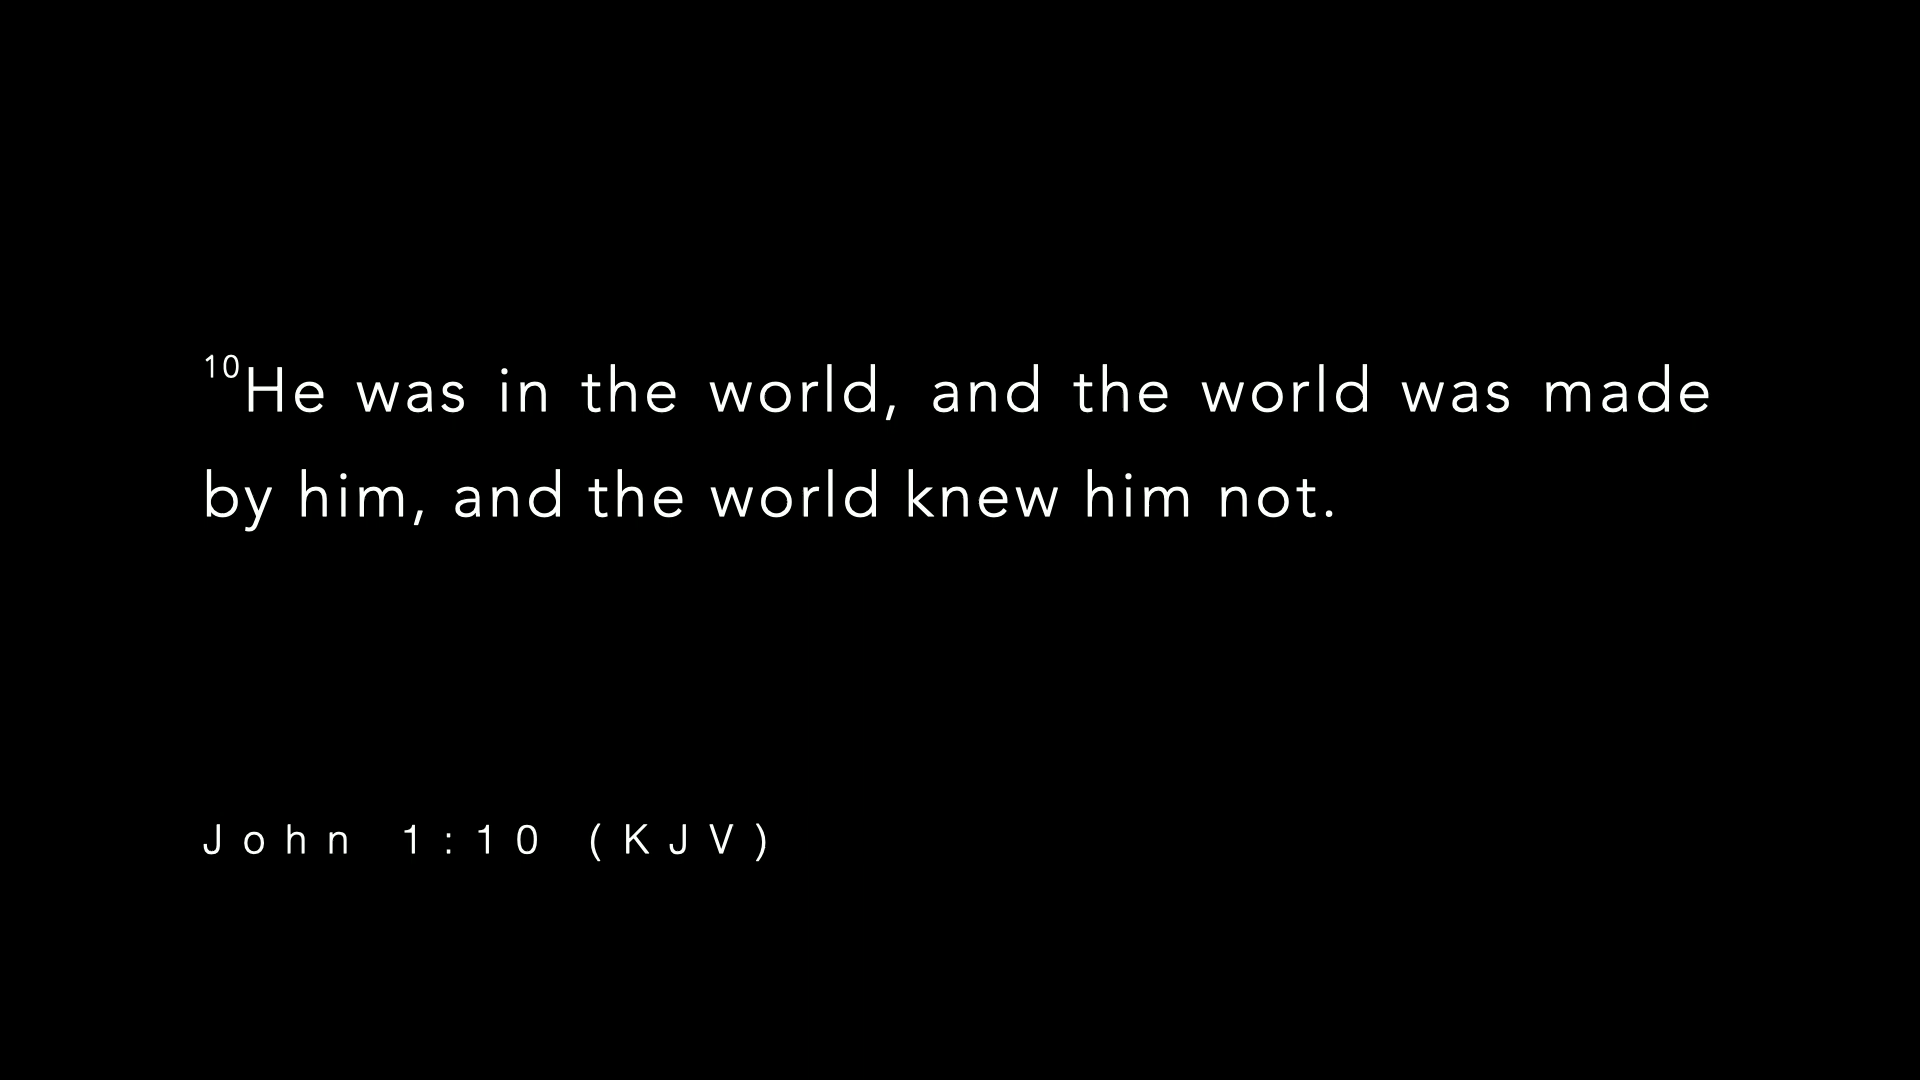 10He was in the world, and the world was made
by him, and the world knew him not.
John 1:10 (KJV)